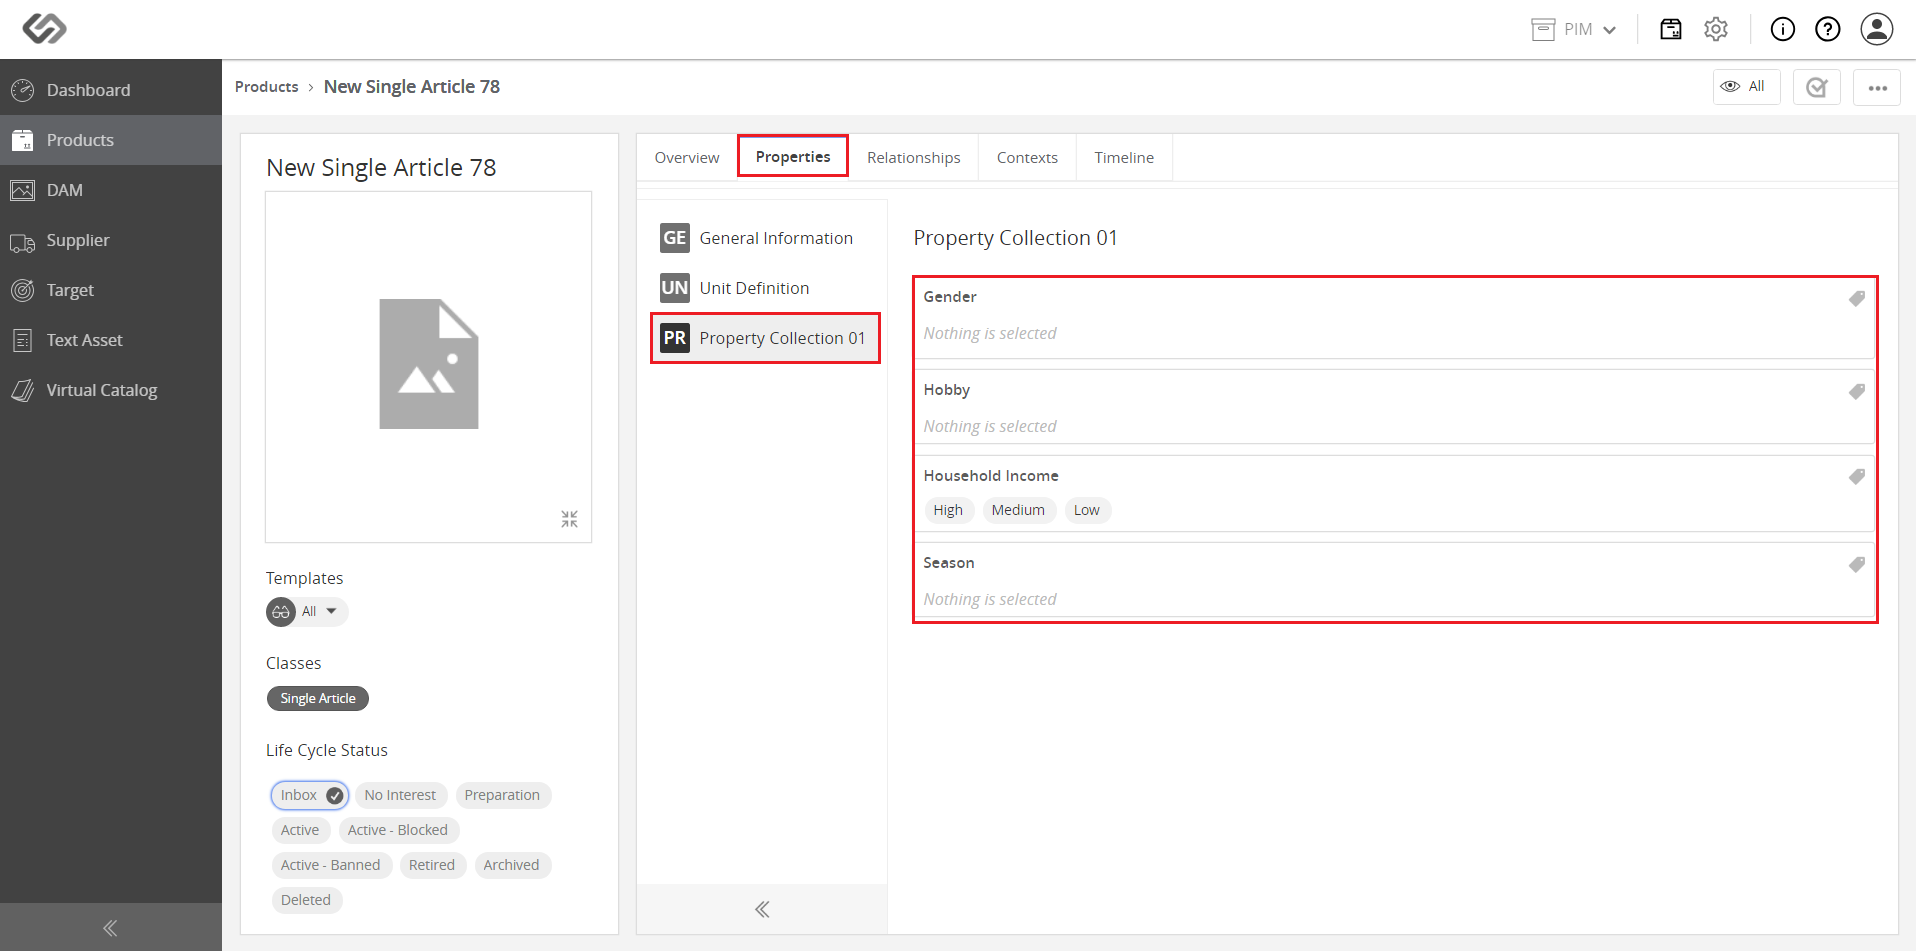 PIM
Dashboard
Products
DAM
Supplier
Target
Text Asset
Virtual Catalog
Products › New Single Article 78
All
New Single Article 78
Templates
All
Classes
Single Article
Life Cycle Status
Inbox No Interest Preparation
Active Active - Blocked
Active - Banned Retired Archived
Deleted
Overview Properties Relationships Contexts Timeline
GE General Information
UN Unit Definition
PR Property Collection 01
Property Collection 01
Gender
Nothing is selected
Hobby
Nothing is selected
Household Income
High Medium Low
Season
Nothing is selected